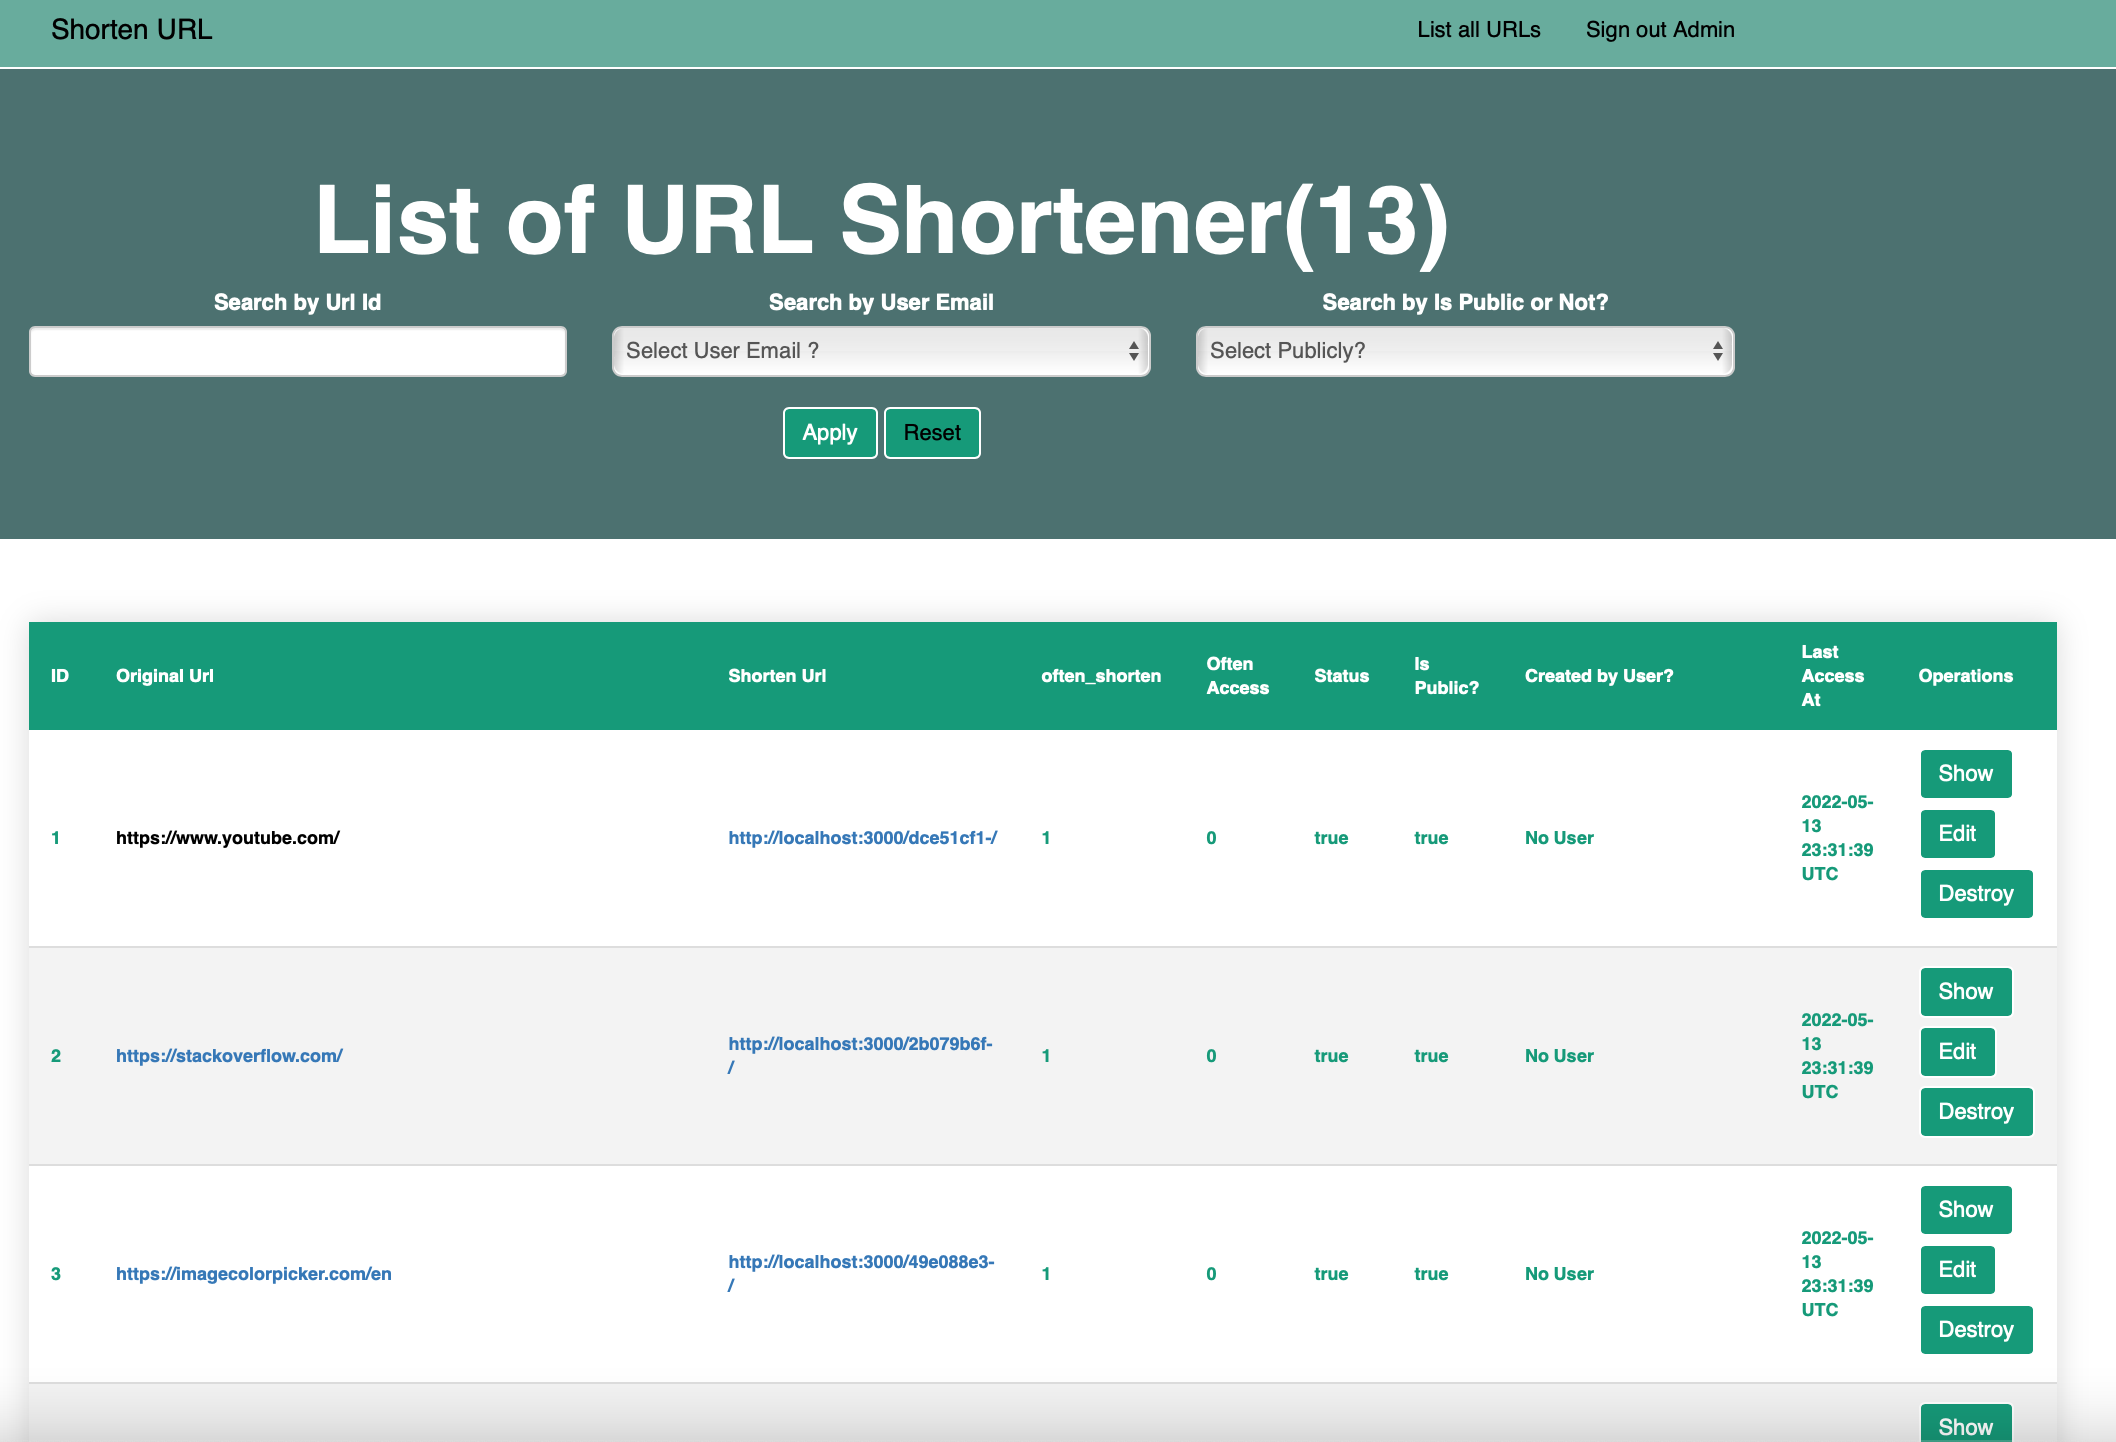 Shorten URL List all URLs Sign out Admin
List of URL Shortener(13)
Search by Url Id Search by User Email Search by Is Public or Not?
Select User Email ? Select Publicly?
Apply Reset
ID Original Url Shorten Url often_shorten Often Access Status Is Public? Created by User? Last Access At Operations
1 https://www.youtube.com/ http://localhost:3000/dce51cf1-/ 1 0 true true No User 2022-05-13 23:31:39 UTC Show Edit Destroy
2 https://stackoverflow.com/ http://localhost:3000/2b079b6f-/ 1 0 true true No User 2022-05-13 23:31:39 UTC Show Edit Destroy
3 https://imagecolorpicker.com/en http://localhost:3000/49e088e3-/ 1 0 true true No User 2022-05-13 23:31:39 UTC Show Edit Destroy
Show